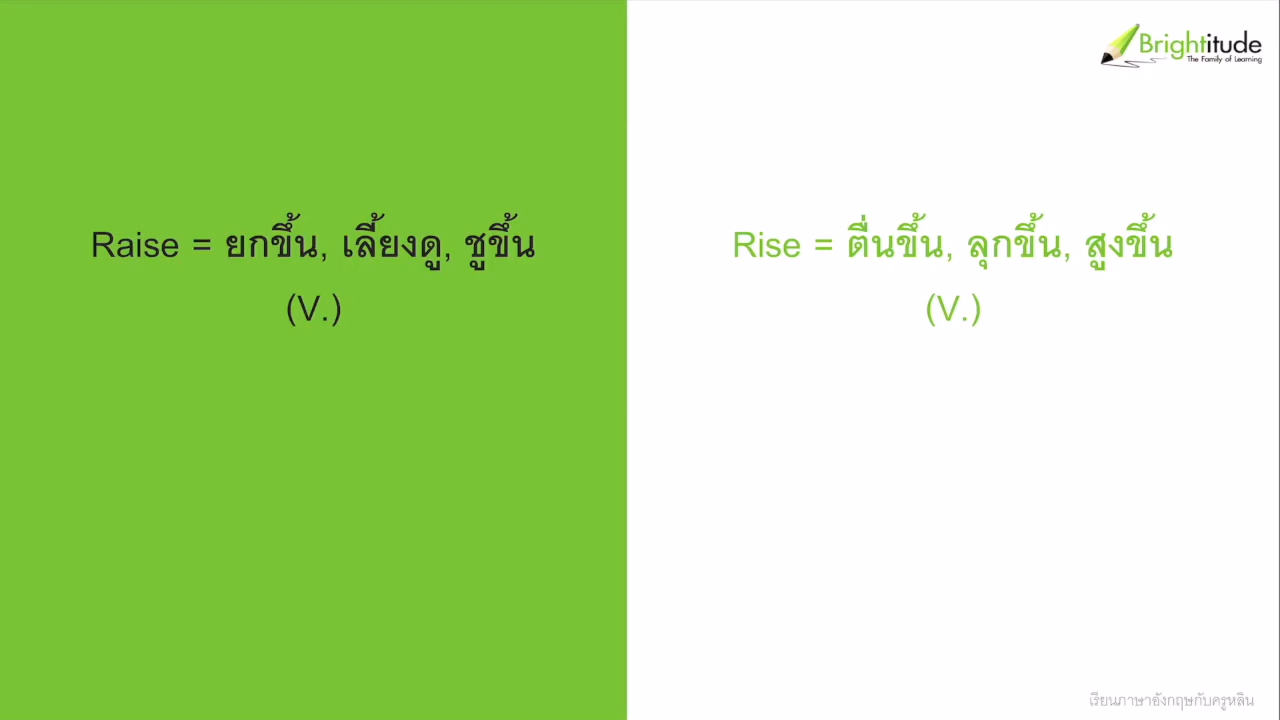 Brightitude
The Family of Learning
Raise = ยกขึ้น, เลี้ยงดู, ชูขึ้น
(V.)
Rise = ตื่นขึ้น, ลุกขึ้น, สูงขึ้น
(V.)
เรียนภาษาอังกฤษกับครูหลิน